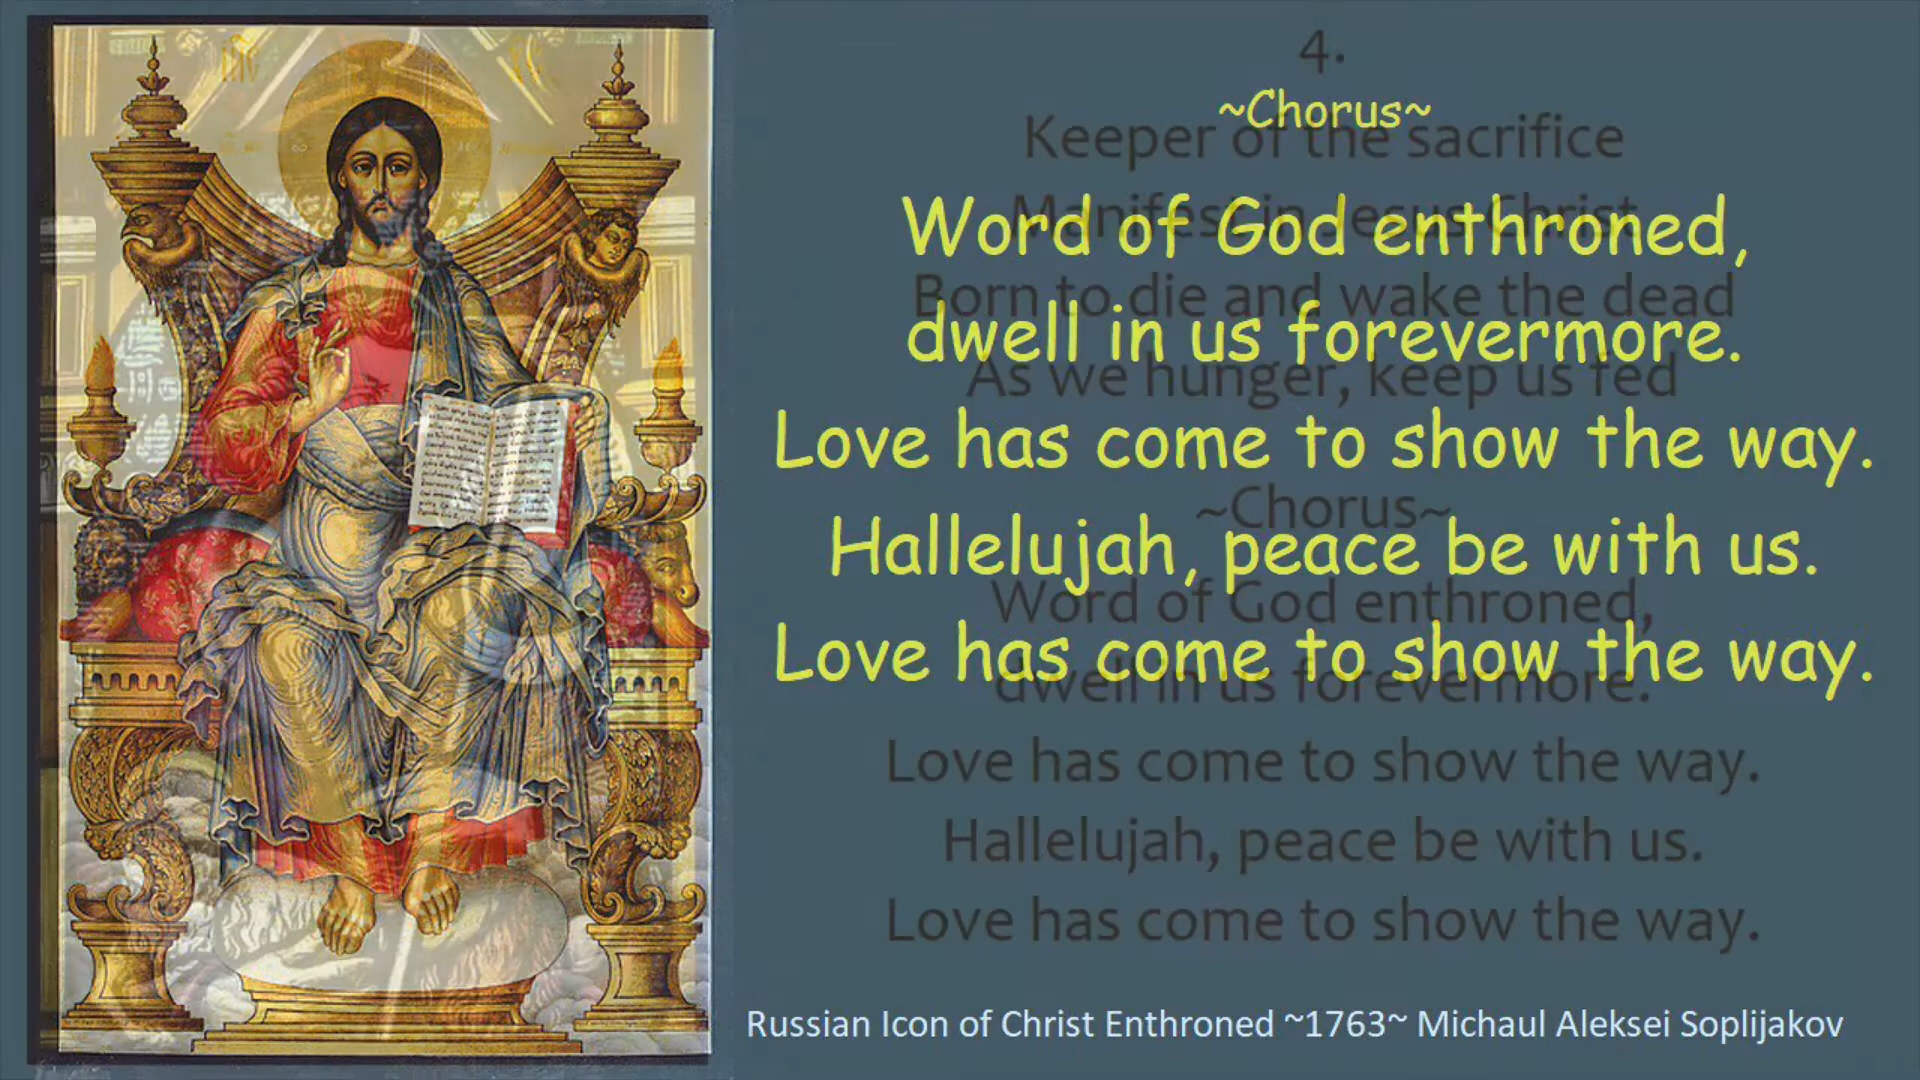 4.
~Chorus~
Keeper of the sacrifice
Word of God enthroned,
Manifest in Jesus Christ
Born to die and wake the dead
dwell in us forevermore.
As we hunger, keep us fed
Love has come to show the way.
~Chorus~
Hallelujah, peace be with us.
Word of God enthroned,
Love has come to show the way.
dwell in us forevermore.
Love has come to show the way.
Hallelujah, peace be with us.
Love has come to show the way.
Russian Icon of Christ Enthroned ~1763~ Michaul Aleksei Soplijakov